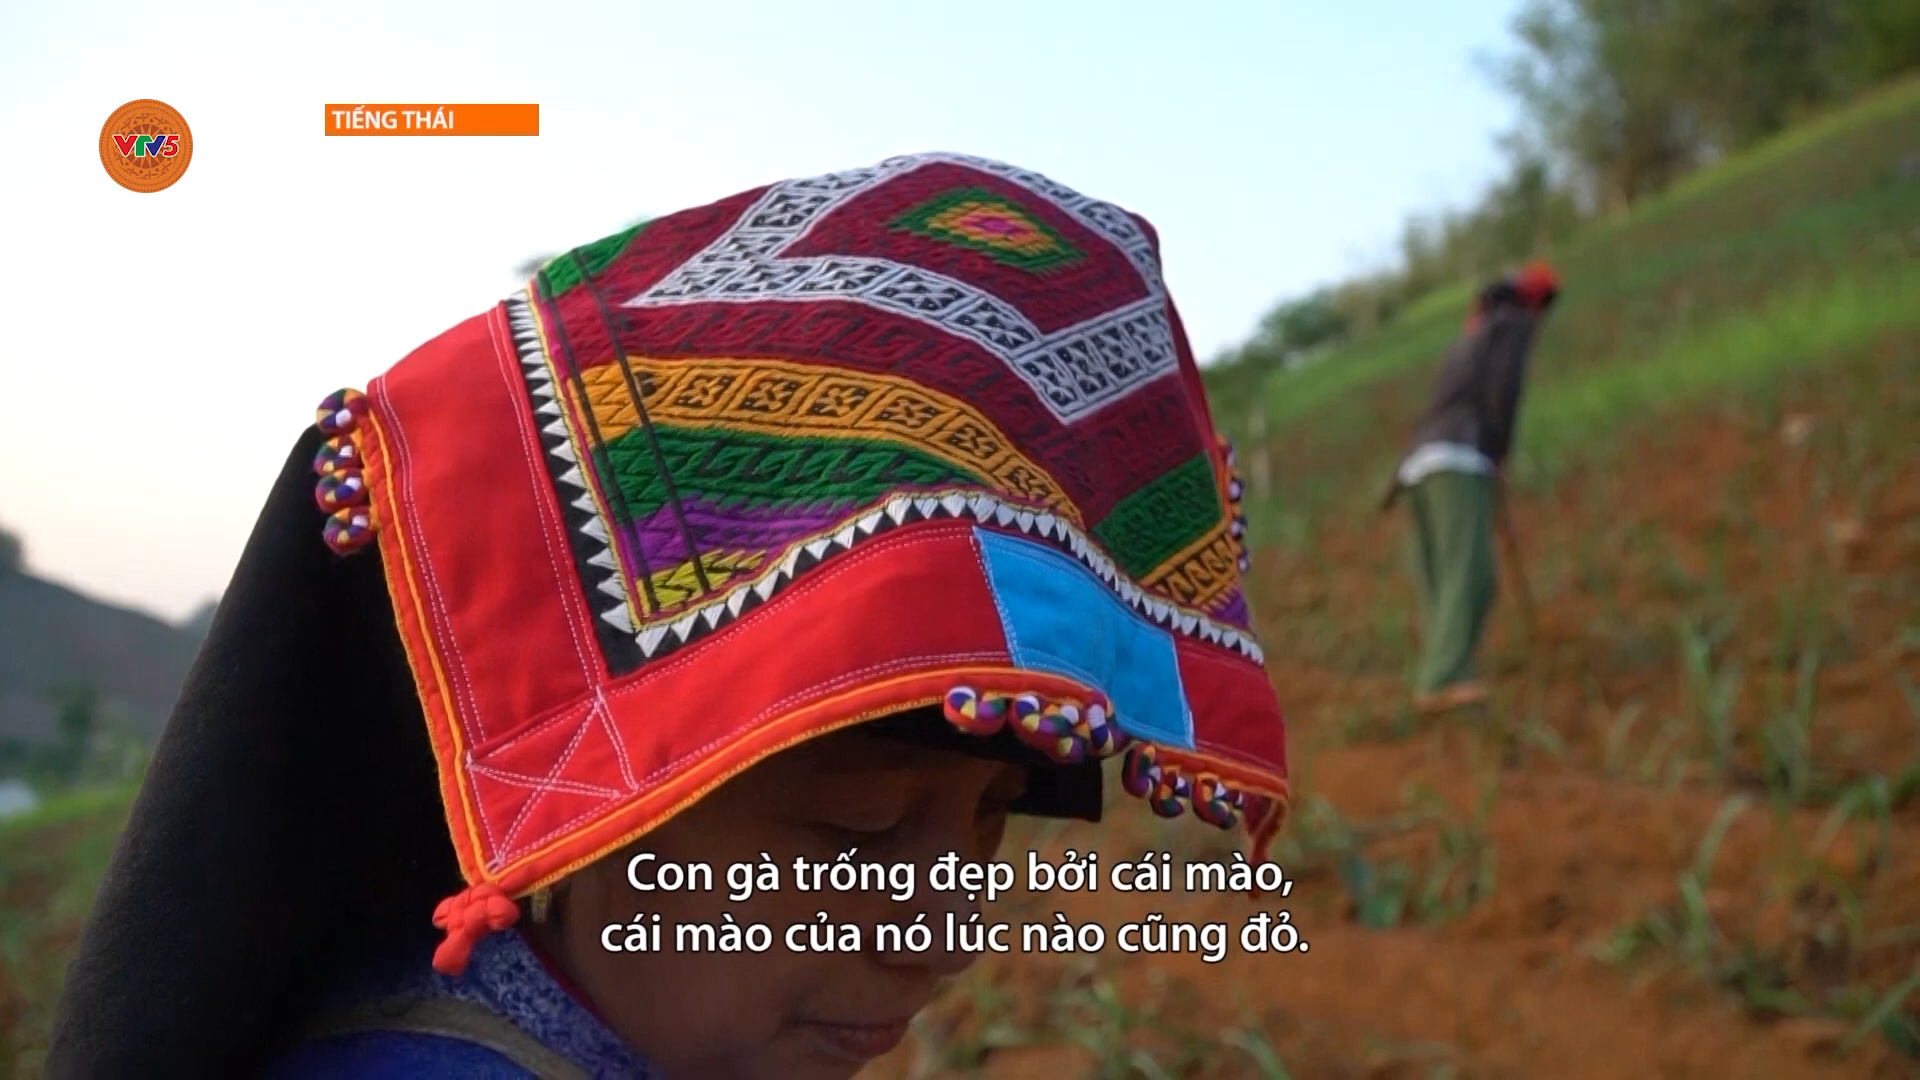 VTV5
TIẾNG THÁI
Con gà trống đẹp bởi cái mào,
cái mào của nó lúc nào cũng đỏ.